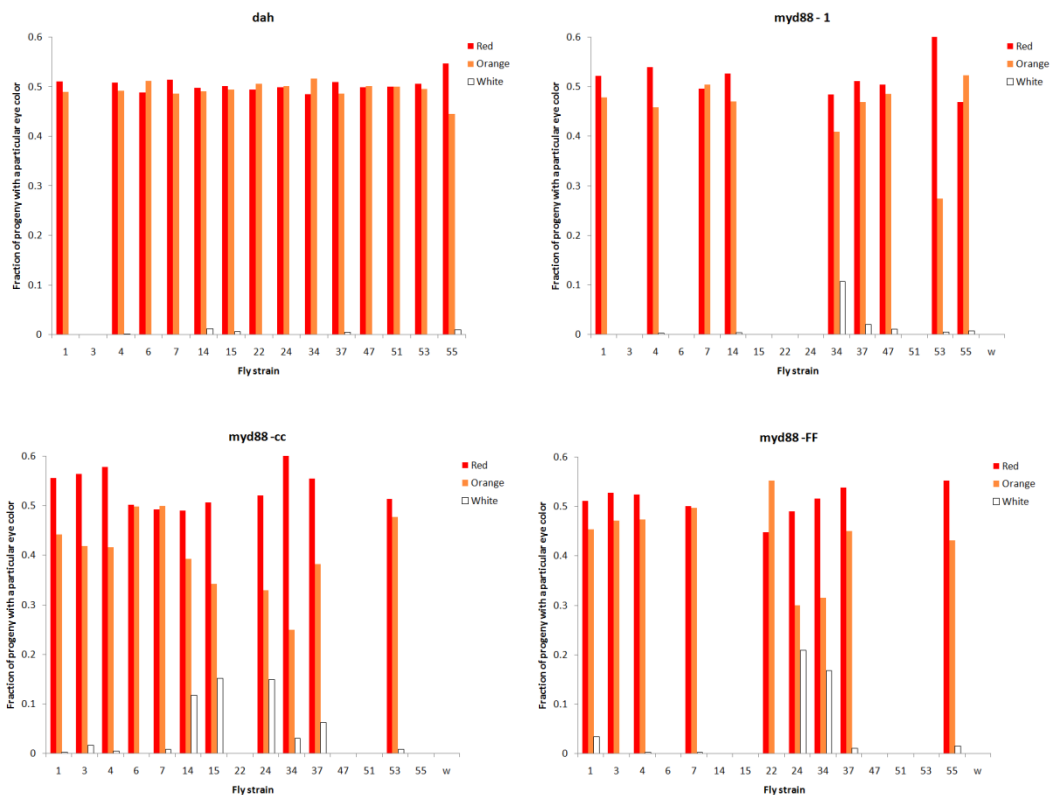 dah
Fraction of progeny with a particular eye color
0.6
0.5
0.4
0.3
0.2
0.1
0
Red
Orange
White
1 3 4 6 7 14 15 22 24 34 37 47 51 53 55
Fly strain
myd88 - 1
Fraction of progeny with a particular eye color
0.6
0.5
0.4
0.3
0.2
0.1
0
Red
Orange
White
1 3 4 6 7 14 15 22 24 34 37 47 51 53 55 w
Fly strain
myd88 -cc
Fraction of progeny with a particular eye color
0.6
0.5
0.4
0.3
0.2
0.1
0
Red
Orange
White
1 3 4 6 7 14 15 22 24 34 37 47 51 53 55 w
Fly strain
myd88 -FF
Fraction of progeny with a particular eye color
0.6
0.5
0.4
0.3
0.2
0.1
0
Red
Orange
White
1 3 4 7 14 15 22 24 34 37 47 51 53 55 w
Fly strain